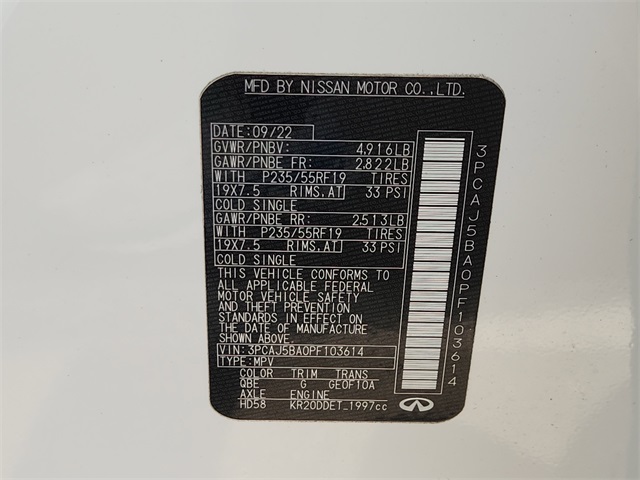 MFD BY NISSAN MOTOR CO.,LTD.
DATE: 09/22
GVWR/PNBV: 4,916LB
GAWR/PNBE FR: 2,822LB
WITH P235/55RF19 TIRES
19X7.5 RIMS.AT 33 PSI
COLD SINGLE
GAWR/PNBE RR: 2,513LB
WITH P235/55RF19 TIRES
19X7.5 RIMS.AT 33 PSI
COLD SINGLE
THIS VEHICLE CONFORMS TO
ALL APPLICABLE FEDERAL
MOTOR VEHICLE SAFETY
AND THEFT PREVENTION
STANDARDS IN EFFECT ON
THE DATE OF MANUFACTURE
SHOWN ABOVE.
VIN: 3PCAJ5BA0PF103614
TYPE: MPV
COLOR TRIM TRANS
QBE G GE0F10A
AXLE ENGINE
HD58 KR20DDET 1997cc
3PCAJ5BA0PF103614